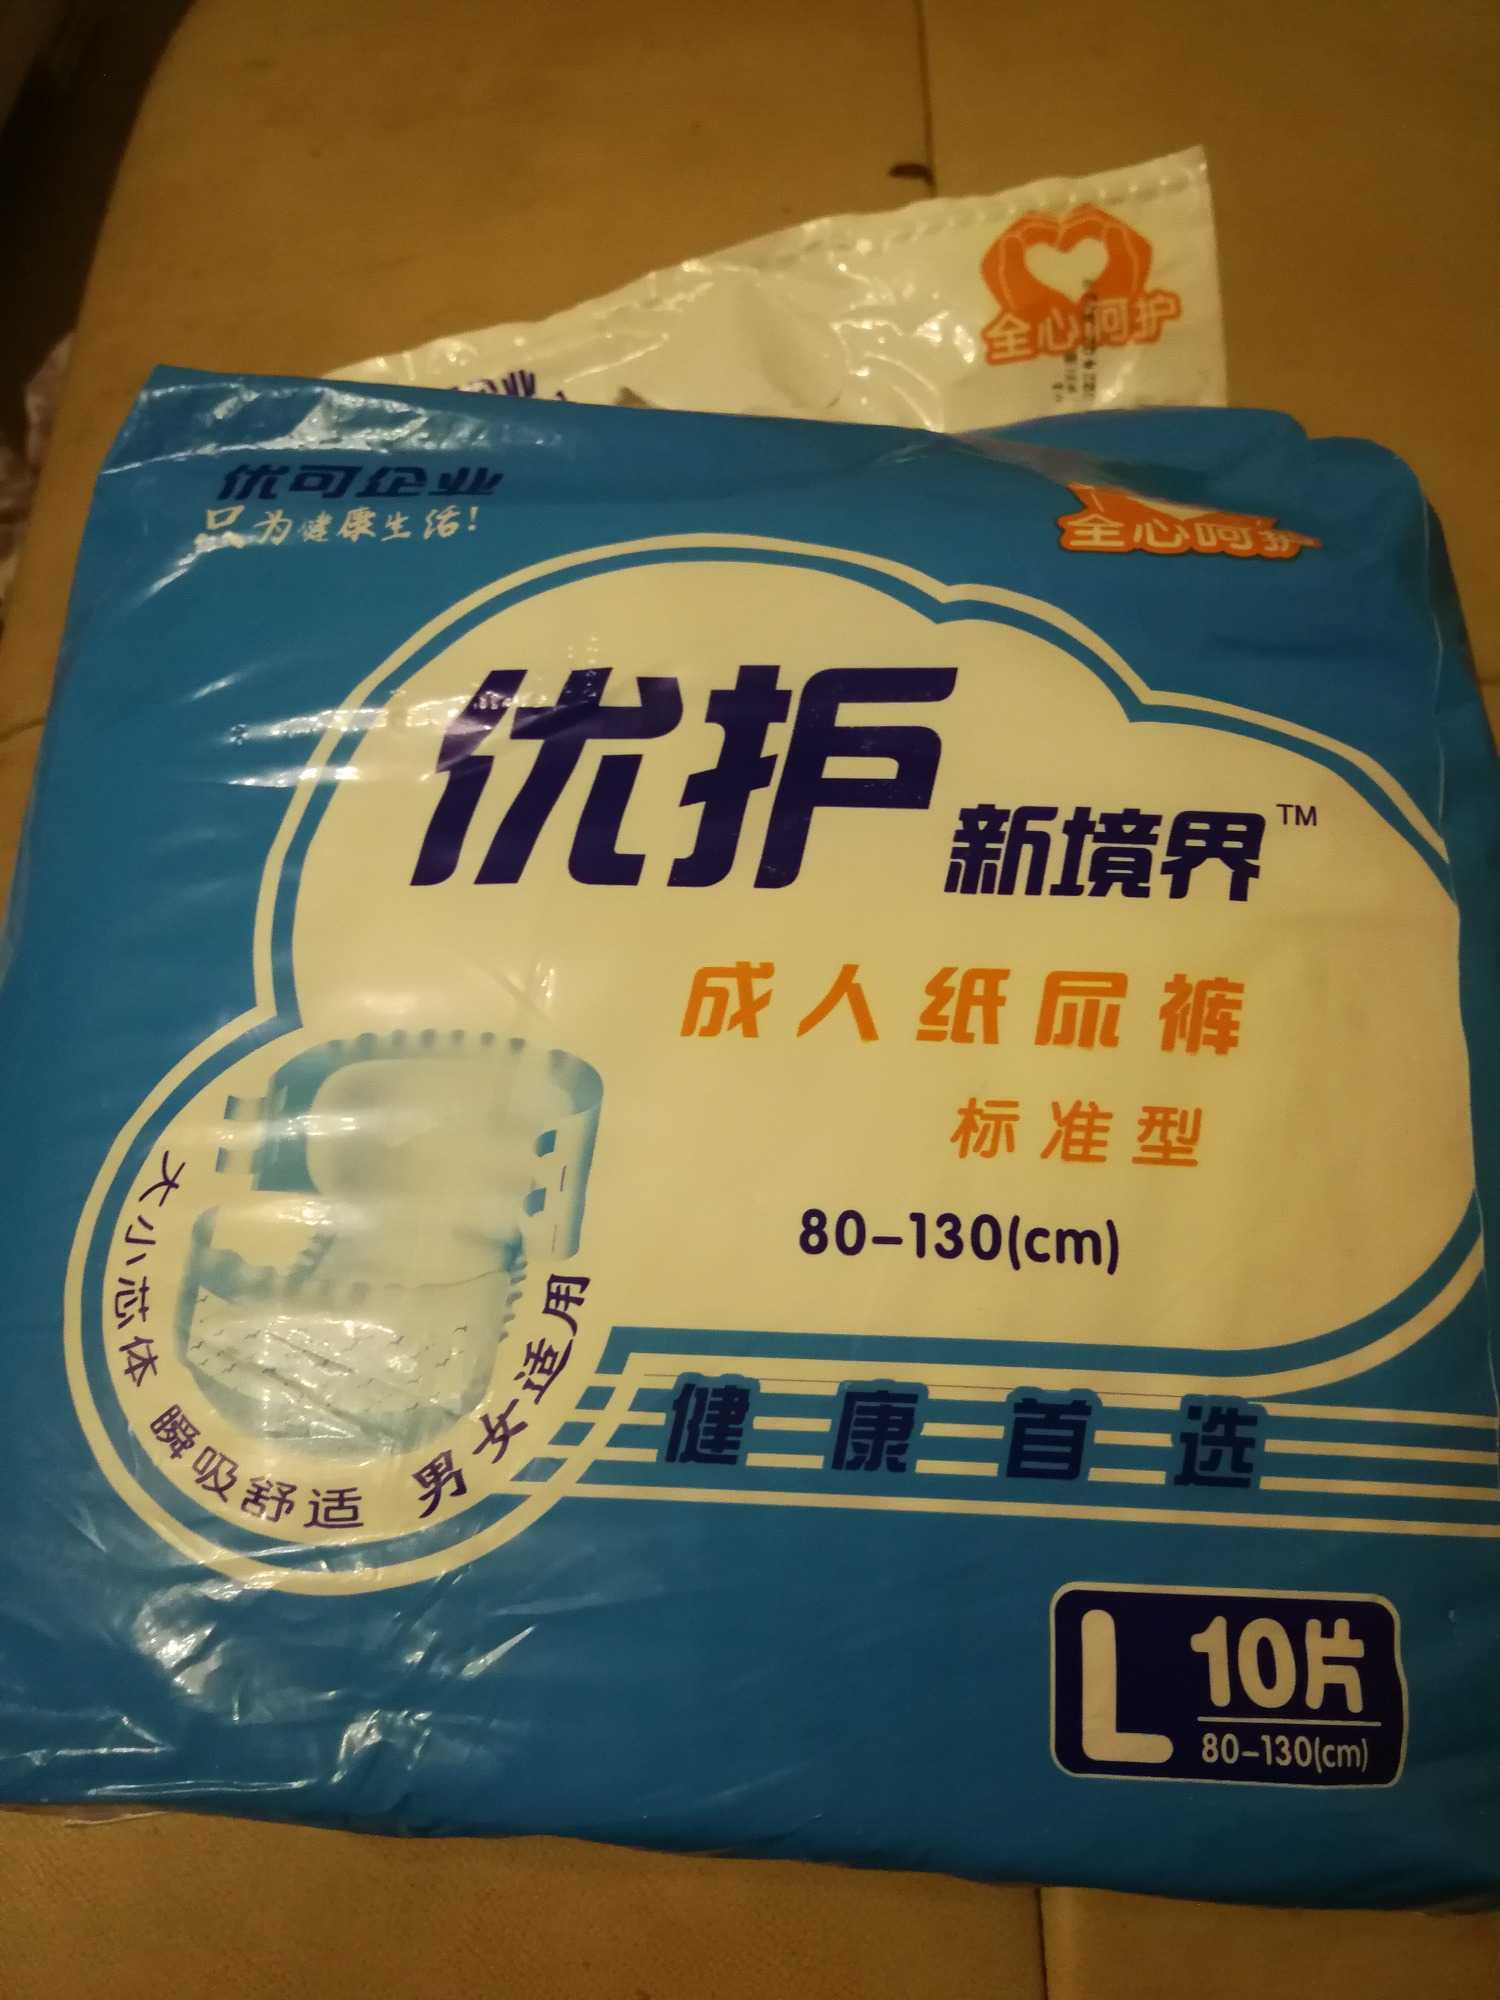 全心呵护
优可企业
只为健康生活!
全心呵护
优护 新境界™
成人纸尿裤
标准型
80-130(cm)
大小芯体 瞬吸舒适 男女适用
健康首选
L 10片
80-130(cm)